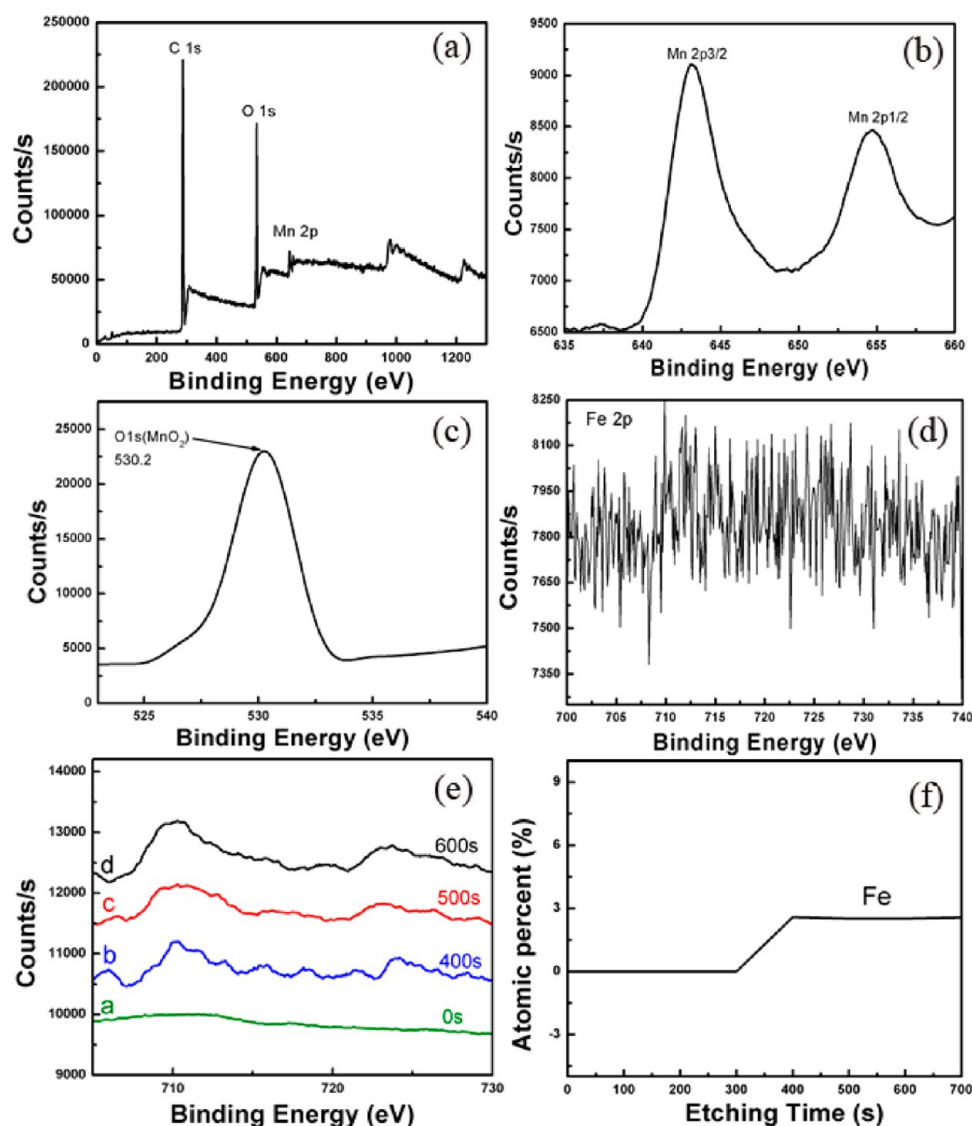 (a)
C 1s
O 1s
Mn 2p
250000
200000
150000
100000
50000
0
0 200 400 600 800 1000 1200
Counts/s
Binding Energy (eV)
(b)
Mn 2p3/2
Mn 2p1/2
9500
9000
8500
8000
7500
7000
6500
635 640 645 650 655 660
Counts/s
Binding Energy (eV)
(c)
O1s(MnO₂)
530.2
25000
20000
15000
10000
5000
0
525 530 535 540
Counts/s
Binding Energy (eV)
(d)
Fe 2p
8250
8100
7950
7800
7650
7500
7350
700 705 710 715 720 725 730 735 740
Counts/s
Binding Energy (eV)
(e)
14000
13000
12000
11000
10000
9000
d 600s
c 500s
b 400s
a 0s
710 720 730
Counts/s
Binding Energy (eV)
(f)
Fe
9
6
3
0
-3
0 100 200 300 400 500 600 700
Atomic percent (%)
Etching Time (s)